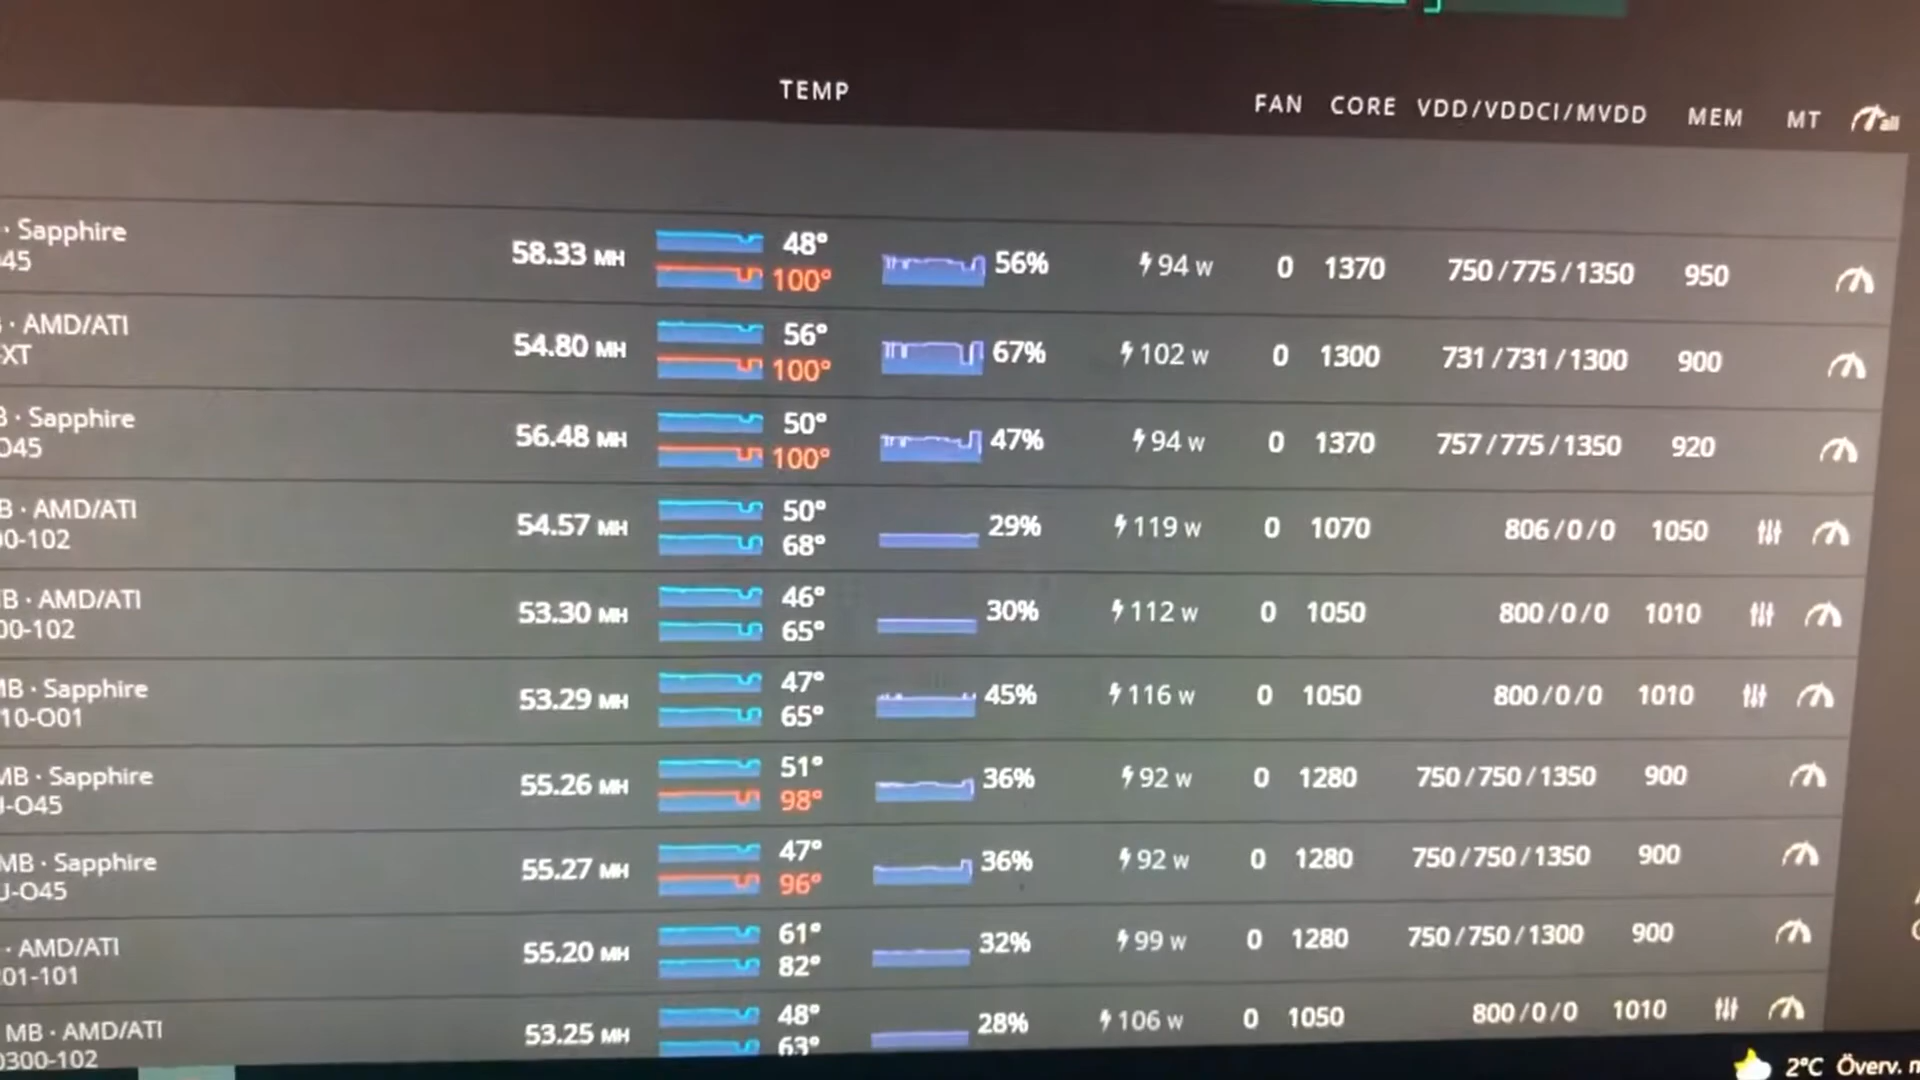 TEMP FAN CORE VDD/VDDCI/MVDD MEM MT all
· Sapphire
45
58.33 MH 48° 100° 56% 94 W 0 1370 750/775/1350 950
· AMD/ATI
XT
54.80 MH 56° 100° 67% 102 W 0 1300 731/731/1300 900
B · Sapphire
O45
56.48 MH 50° 100° 47% 94 W 0 1370 757/775/1350 920
B · AMD/ATI
00-102
54.57 MH 50° 68° 29% 119 W 0 1070 806/0/0 1050
B · AMD/ATI
00-102
53.30 MH 46° 65° 30% 112 W 0 1050 800/0/0 1010
MB · Sapphire
10-O01
53.29 MH 47° 65° 45% 116 W 0 1050 800/0/0 1010
MB · Sapphire
J-O45
55.26 MH 51° 98° 36% 92 W 0 1280 750/750/1350 900
MB · Sapphire
J-O45
55.27 MH 47° 96° 36% 92 W 0 1280 750/750/1350 900
· AMD/ATI
01-101
55.20 MH 61° 82° 32% 99 W 0 1280 750/750/1300 900
MB · AMD/ATI
0300-102
53.25 MH 48° 63° 28% 106 W 0 1050 800/0/0 1010
2°C Överv.